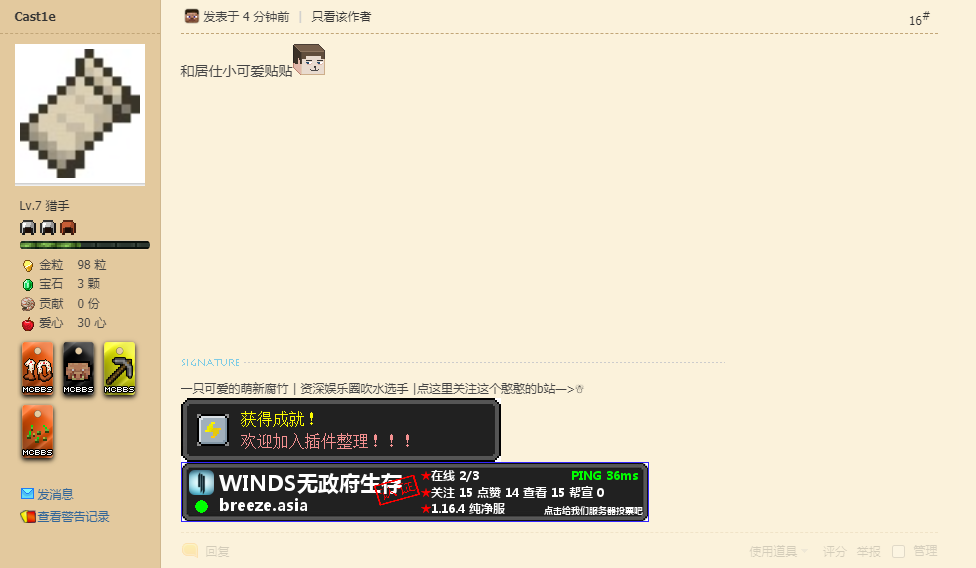 Cast1e
发表于 4 分钟前 | 只看该作者
16#
和居仕小可爱贴贴
Lv.7 猎手
金粒 98 粒
宝石 3 颗
贡献 0 份
爱心 30 心
10
MCBBS
MCBBS
MCBBS
MCBBS
发消息
查看警告记录
SIGNATURE
一只可爱的萌新腐竹 | 资深娱乐圈吹水选手 |点这里关注这个憨憨的b站—>☃
获得成就！
欢迎加入插件整理！！！
WINDS无政府生存
breeze.asia
★在线 2/3
PING 36ms
★关注 15 点赞 14 查看 15 帮宣 0
★1.16.4 纯净服
点击给我们服务器投票吧
回复
使用道具
评分
举报
管理